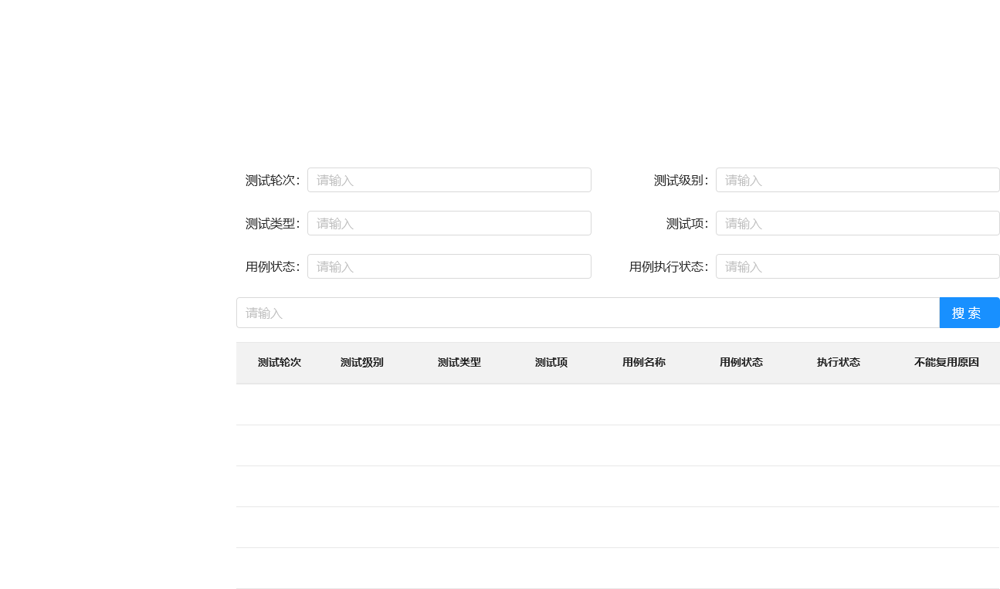 测试轮次: 请输入 测试级别: 请输入
测试类型: 请输入 测试项: 请输入
用例状态: 请输入 用例执行状态: 请输入
请输入 搜 索
测试轮次 测试级别 测试类型 测试项 用例名称 用例状态 执行状态 不能复用原因